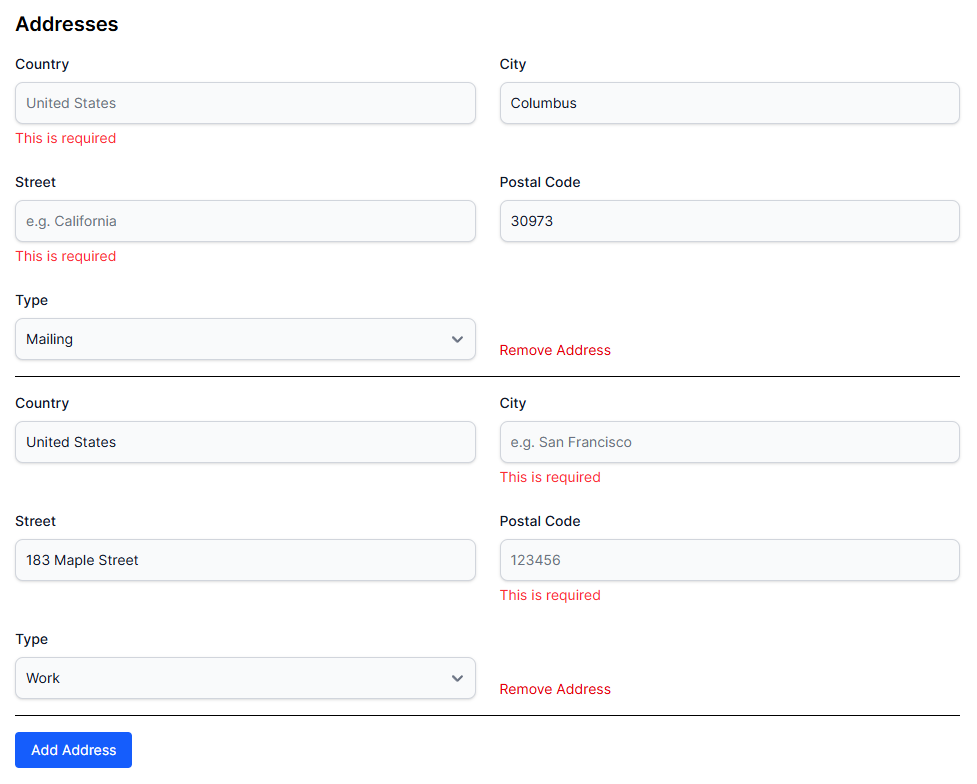 Addresses
Country City
United States Columbus
This is required
Street Postal Code
e.g. California 30973
This is required
Type
Mailing
Remove Address
Country City
United States e.g. San Francisco
This is required
Street Postal Code
183 Maple Street 123456
This is required
Type
Work
Remove Address
Add Address